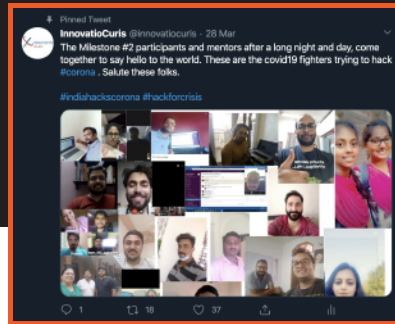 Pinned Tweet
InnovatioCuris @innovatiocuris · 28 Mar
The Milestone #2 participants and mentors after a long night and day, come
together to say hello to the world. These are the covid19 fighters trying to hack
#corona . Salute these folks.
#indiahackscorona #hackforcrisis
1 18 37